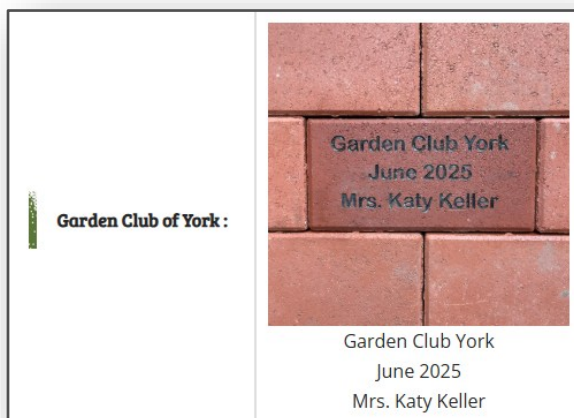 Garden Club of York :
Garden Club York
June 2025
Mrs. Katy Keller
Garden Club York
June 2025
Mrs. Katy Keller